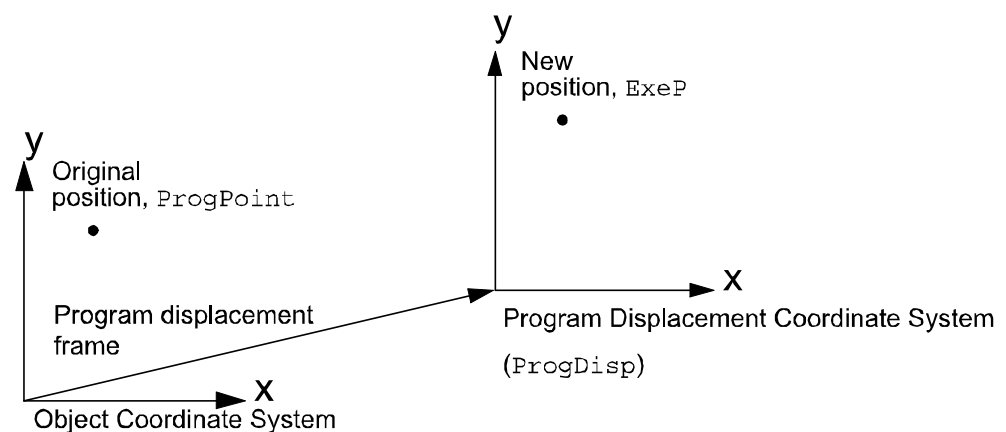 y
New
position, ExeP
y
Original
position, ProgPoint
x
Program displacement
frame
Program Displacement Coordinate System
(ProgDisp)
x
Object Coordinate System